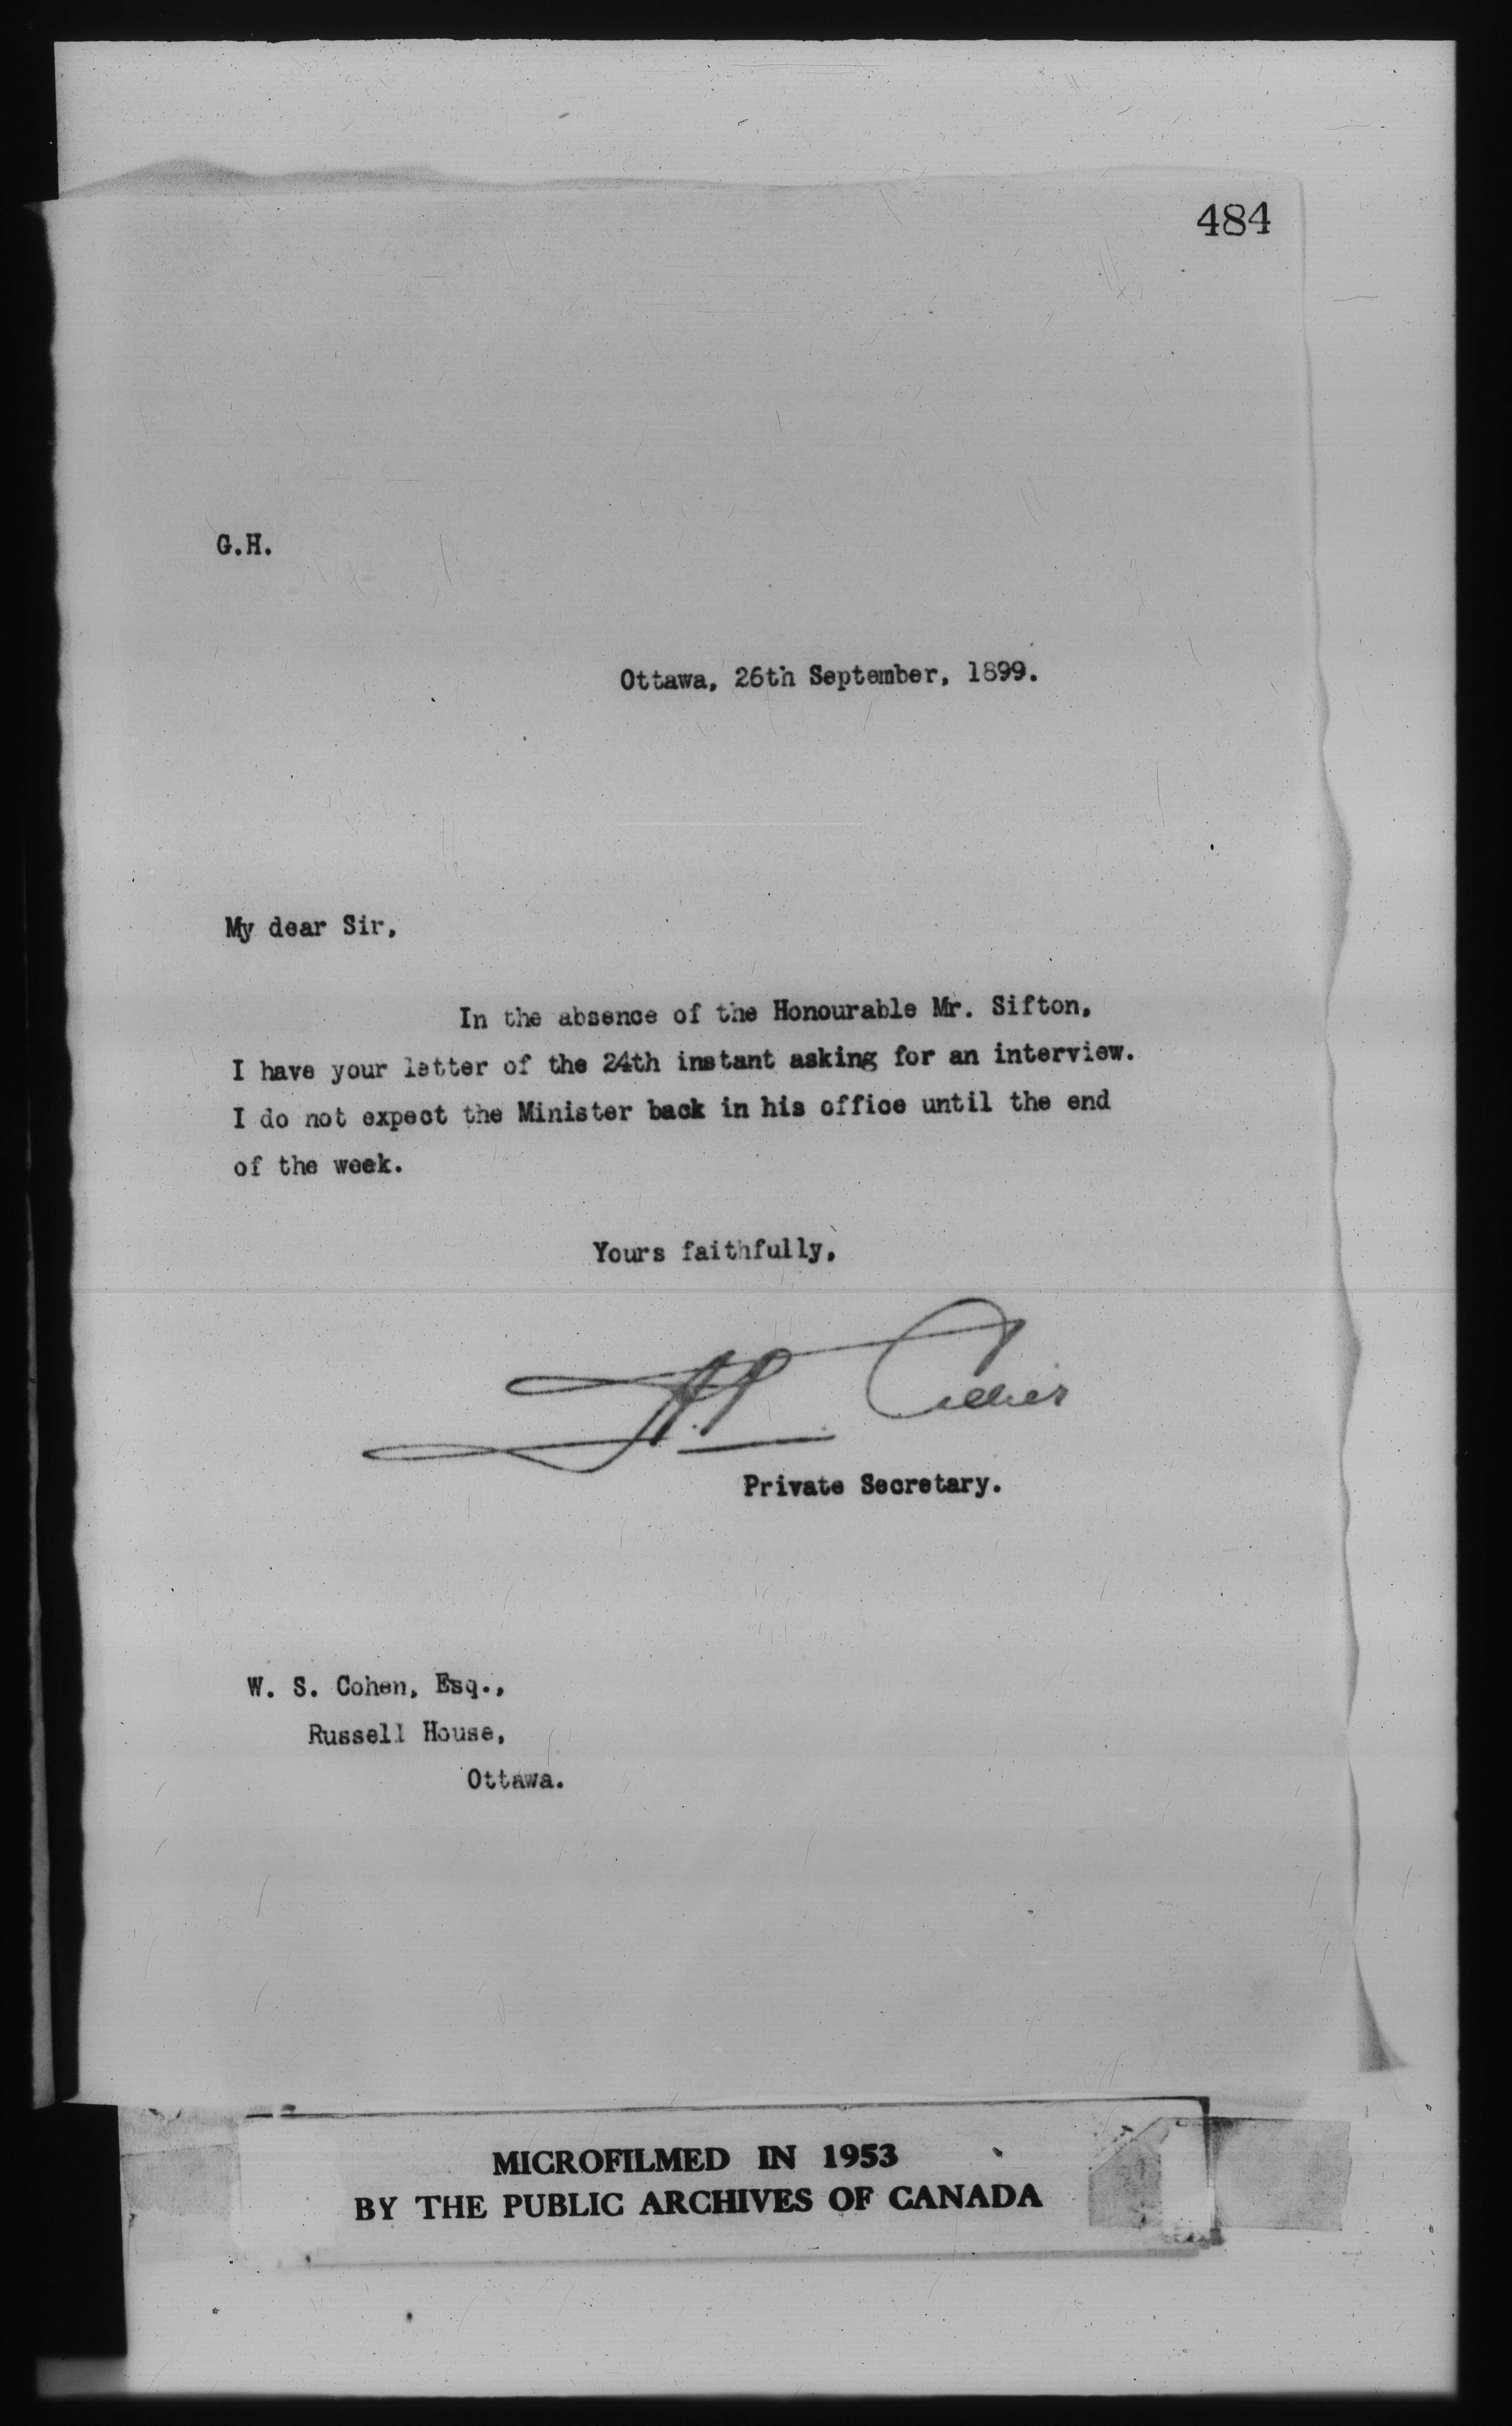 484
G.H.
Ottawa, 26th September, 1899.
My dear Sir,
In the absence of the Honourable Mr. Sifton,
I have your letter of the 24th instant asking for an interview.
I do not expect the Minister back in his office until the end
of the week.
Yours faithfully,
Private Secretary.
W. S. Cohen, Esq.,
Russell House,
Ottawa.
MICROFILMED IN 1953
BY THE PUBLIC ARCHIVES OF CANADA